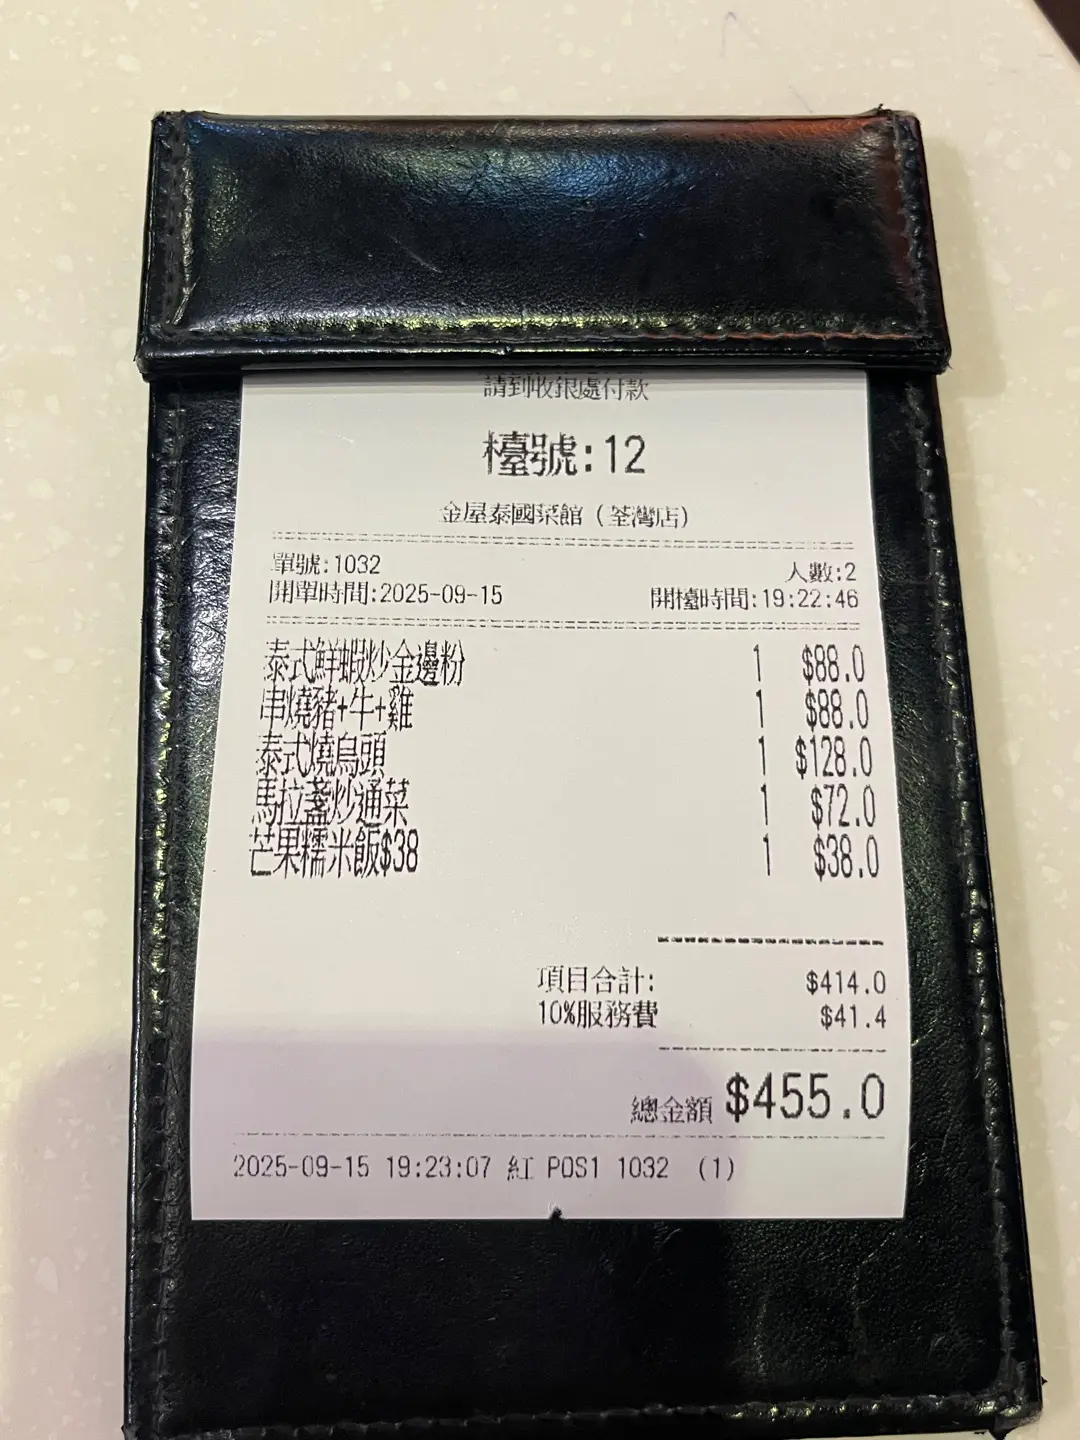 請到收銀處付款
檯號:12
金屋泰國菜館（荃灣店）
單號:1032 人數:2
開單時間:2025-09-15 開檯時間:19:22:46
泰式鮮蝦炒金邊粉 1 $88.0
串燒豬+牛+雞 1 $88.0
泰式燒烏頭 1 $128.0
馬拉盞炒通菜 1 $72.0
芒果糯米飯$38 1 $38.0
項目合計: $414.0
10%服務費 $41.4
總金額 $455.0
2025-09-15 19:23:07 紅 POS1 1032 (1)